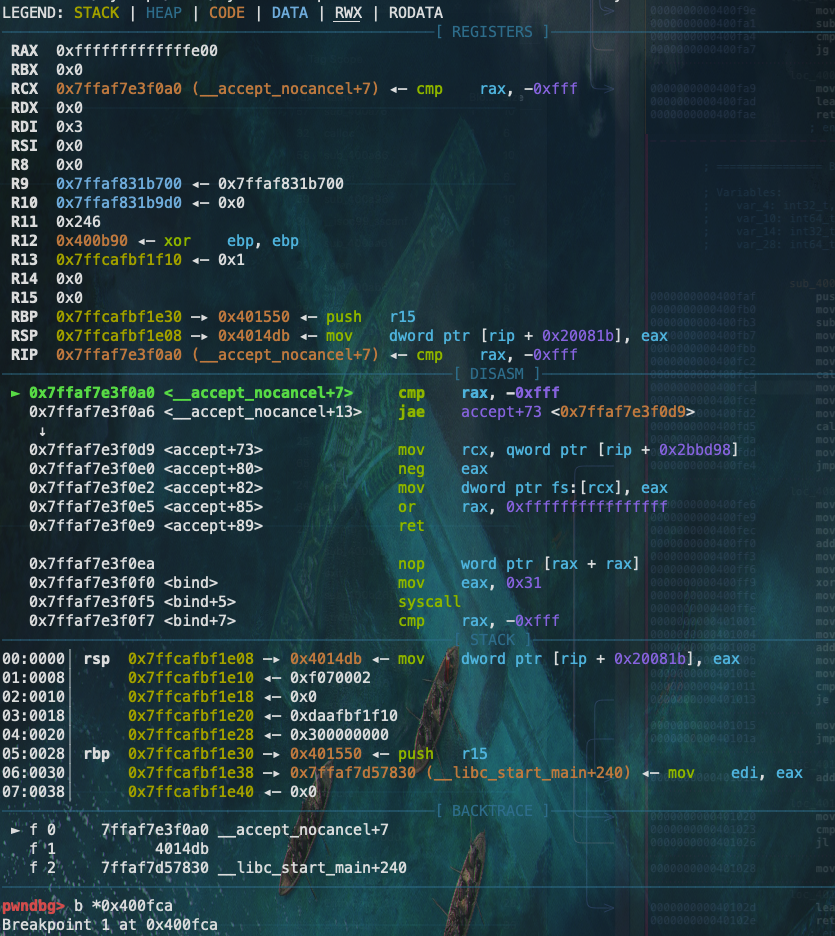 LEGEND: STACK | HEAP | CODE | DATA | RWX | RODATA
[ REGISTERS ]
RAX 0xfffffffffffffe00
RBX 0x0
RCX 0x7ffaf7e3f0a0 (__accept_nocancel+7) ◂— cmp rax, -0xfff
RDX 0x0
RDI 0x3
RSI 0x0
R8 0x0
R9 0x7ffaf831b700 ◂— 0x7ffaf831b700
R10 0x7ffaf831b9d0 ◂— 0x0
R11 0x246
R12 0x400b90 ◂— xor ebp, ebp
R13 0x7ffcafbf1f10 ◂— 0x1
R14 0x0
R15 0x0
RBP 0x7ffcafbf1e30 —▸ 0x401550 ◂— push r15
RSP 0x7ffcafbf1e08 —▸ 0x4014db ◂— mov dword ptr [rip + 0x20081b], eax
RIP 0x7ffaf7e3f0a0 (__accept_nocancel+7) ◂— cmp rax, -0xfff
[ DISASM ]
► 0x7ffaf7e3f0a0 <__accept_nocancel+7> cmp rax, -0xfff
0x7ffaf7e3f0a6 <__accept_nocancel+13> jae accept+73 <0x7ffaf7e3f0d9>
↓
0x7ffaf7e3f0d9 <accept+73> mov rcx, qword ptr [rip + 0x2bbd98]
0x7ffaf7e3f0e0 <accept+80> neg eax
0x7ffaf7e3f0e2 <accept+82> mov dword ptr fs:[rcx], eax
0x7ffaf7e3f0e5 <accept+85> or rax, 0xffffffffffffffff
0x7ffaf7e3f0e9 <accept+89> ret
0x7ffaf7e3f0ea nop word ptr [rax + rax]
0x7ffaf7e3f0f0 <bind> mov eax, 0x31
0x7ffaf7e3f0f5 <bind+5> syscall
0x7ffaf7e3f0f7 <bind+7> cmp rax, -0xfff
[ STACK ]
00:0000│ rsp 0x7ffcafbf1e08 —▸ 0x4014db ◂— mov dword ptr [rip + 0x20081b], eax
01:0008│ 0x7ffcafbf1e10 ◂— 0xf070002
02:0010│ 0x7ffcafbf1e18 ◂— 0x0
03:0018│ 0x7ffcafbf1e20 ◂— 0xdaafbf1f10
04:0020│ 0x7ffcafbf1e28 ◂— 0x300000000
05:0028│ rbp 0x7ffcafbf1e30 —▸ 0x401550 ◂— push r15
06:0030│ 0x7ffcafbf1e38 —▸ 0x7ffaf7d57830 (__libc_start_main+240) ◂— mov edi, eax
07:0038│ 0x7ffcafbf1e40 ◂— 0x0
[ BACKTRACE ]
► f 0 7ffaf7e3f0a0 __accept_nocancel+7
f 1 4014db
f 2 7ffaf7d57830 __libc_start_main+240
pwndbg> b *0x400fca
Breakpoint 1 at 0x400fca